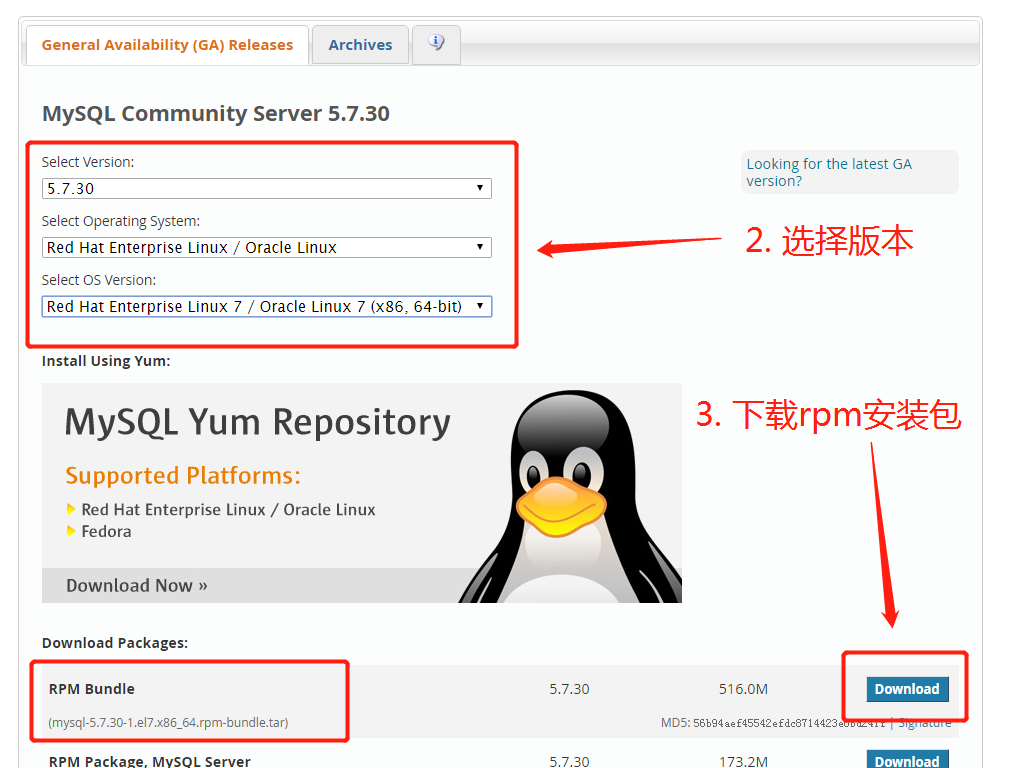 General Availability (GA) Releases
Archives
MySQL Community Server 5.7.30
Select Version:
5.7.30
Looking for the latest GA
version?
Select Operating System:
Red Hat Enterprise Linux / Oracle Linux
2. 选择版本
Select OS Version:
Red Hat Enterprise Linux 7 / Oracle Linux 7 (x86, 64-bit)
Install Using Yum:
MySQL Yum Repository
3. 下载rpm安装包
Supported Platforms:
Red Hat Enterprise Linux / Oracle Linux
Fedora
Download Now »
Download Packages:
RPM Bundle 5.7.30 516.0M Download
(mysql-5.7.30-1.el7.x86_64.rpm-bundle.tar) MD5: | Signature
RPM Package, MySQL Server 5.7.30 173.2M Download